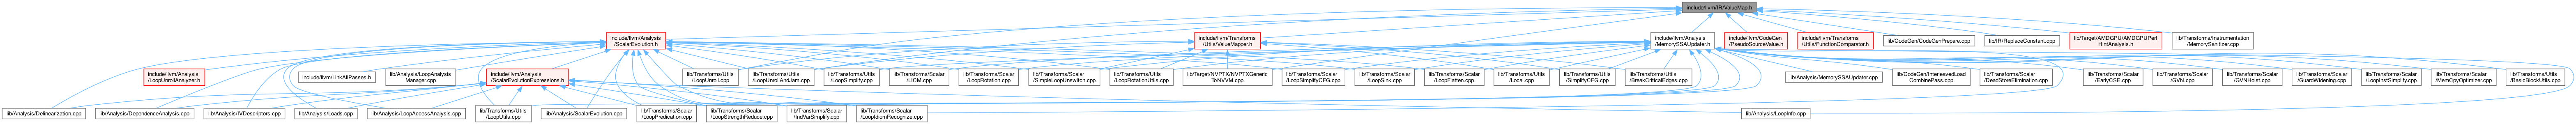 include/llvm/IR/ValueMap.h
include/llvm/Analysis
/ScalarEvolution.h
include/llvm/Transforms
/Utils/ValueMapper.h
include/llvm/Analysis
/MemorySSAUpdater.h
include/llvm/CodeGen
/PseudoSourceValue.h
include/llvm/Transforms
/Utils/FunctionComparator.h
lib/CodeGen/CodeGenPrepare.cpp
lib/IR/ReplaceConstant.cpp
lib/Target/AMDGPU/AMDGPUPerf
HintAnalysis.h
lib/Transforms/Instrumentation
/MemorySanitizer.cpp
include/llvm/Analysis
/LoopUnrollAnalyzer.h
include/llvm/LinkAllPasses.h
lib/Analysis/LoopAnalysis
Manager.cpp
include/llvm/Analysis
/ScalarEvolutionExpressions.h
lib/Transforms/Utils
/LoopUnroll.cpp
lib/Transforms/Utils
/LoopUnrollAndJam.cpp
lib/Transforms/Utils
/LoopSimplify.cpp
lib/Transforms/Scalar
/LICM.cpp
lib/Transforms/Scalar
/LoopRotation.cpp
lib/Transforms/Scalar
/SimpleLoopUnswitch.cpp
lib/Transforms/Utils
/LoopRotationUtils.cpp
lib/Target/NVPTX/NVPTXGeneric
ToNVVM.cpp
lib/Transforms/Scalar
/LoopSimplifyCFG.cpp
lib/Transforms/Scalar
/LoopSink.cpp
lib/Transforms/Scalar
/LoopFlatten.cpp
lib/Transforms/Utils
/Local.cpp
lib/Transforms/Utils
/SimplifyCFG.cpp
lib/Transforms/Utils
/BreakCriticalEdges.cpp
lib/Analysis/MemorySSAUpdater.cpp
lib/CodeGen/InterleavedLoad
CombinePass.cpp
lib/Transforms/Scalar
/DeadStoreElimination.cpp
lib/Transforms/Scalar
/EarlyCSE.cpp
lib/Transforms/Scalar
/GVN.cpp
lib/Transforms/Scalar
/GVNHoist.cpp
lib/Transforms/Scalar
/GuardWidening.cpp
lib/Transforms/Scalar
/LoopInstSimplify.cpp
lib/Transforms/Scalar
/MemCpyOptimizer.cpp
lib/Transforms/Utils
/BasicBlockUtils.cpp
lib/Analysis/Delinearization.cpp
lib/Analysis/DependenceAnalysis.cpp
lib/Analysis/IVDescriptors.cpp
lib/Analysis/Loads.cpp
lib/Analysis/LoopAccessAnalysis.cpp
lib/Transforms/Utils
/LoopUtils.cpp
lib/Analysis/ScalarEvolution.cpp
lib/Transforms/Scalar
/LoopPredication.cpp
lib/Transforms/Scalar
/LoopStrengthReduce.cpp
lib/Transforms/Scalar
/IndVarSimplify.cpp
lib/Transforms/Scalar
/LoopIdiomRecognize.cpp
lib/Analysis/LoopInfo.cpp